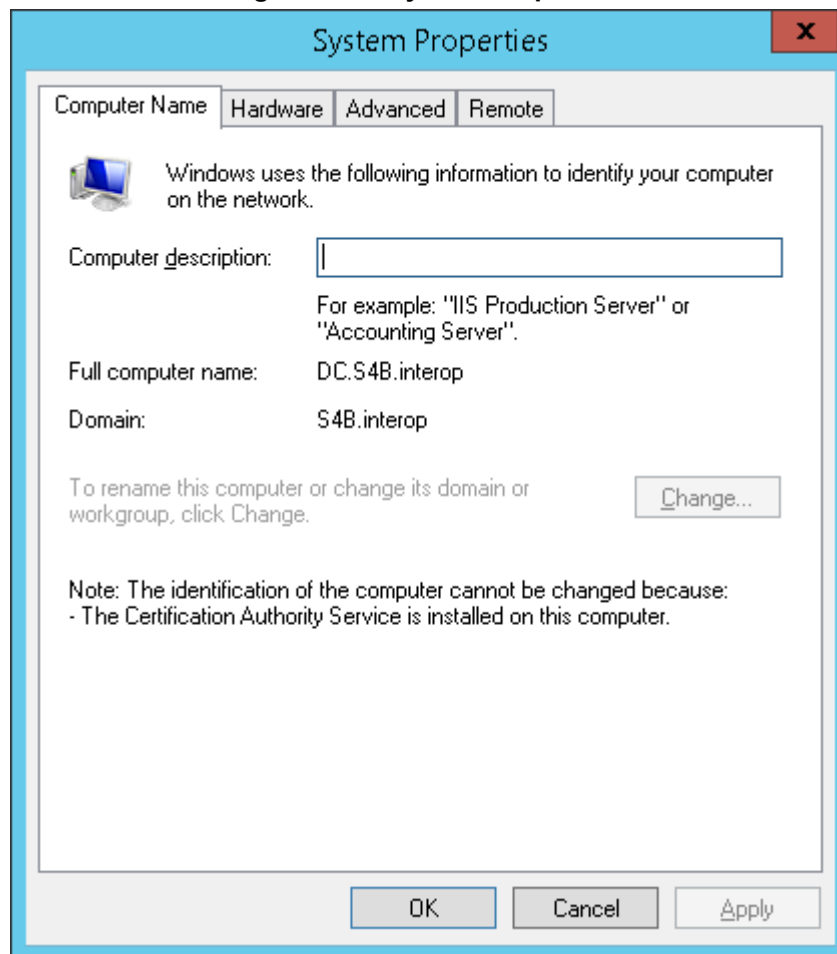 System Properties
x
Computer Name Hardware Advanced Remote
Windows uses the following information to identify your computer
on the network.
Computer description:
For example: "IIS Production Server" or
"Accounting Server".
Full computer name: DC.S4B.interop
Domain: S4B.interop
To rename this computer or change its domain or
workgroup, click Change.
Change...
Note: The identification of the computer cannot be changed because:
- The Certification Authority Service is installed on this computer.
OK Cancel Apply